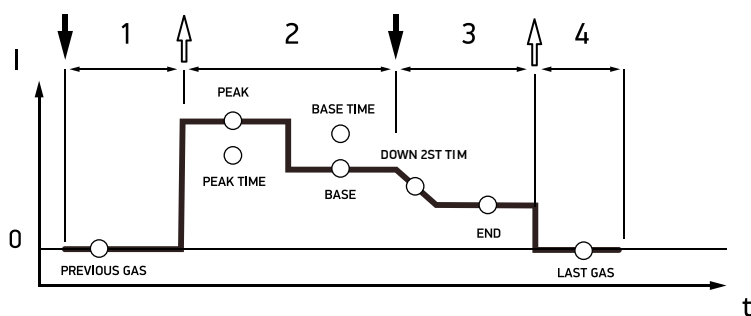 1 2 3 4
I
PEAK
BASE TIME
DOWN 2ST TIM
PEAK TIME
BASE
0
END
PREVIOUS GAS
LAST GAS
t